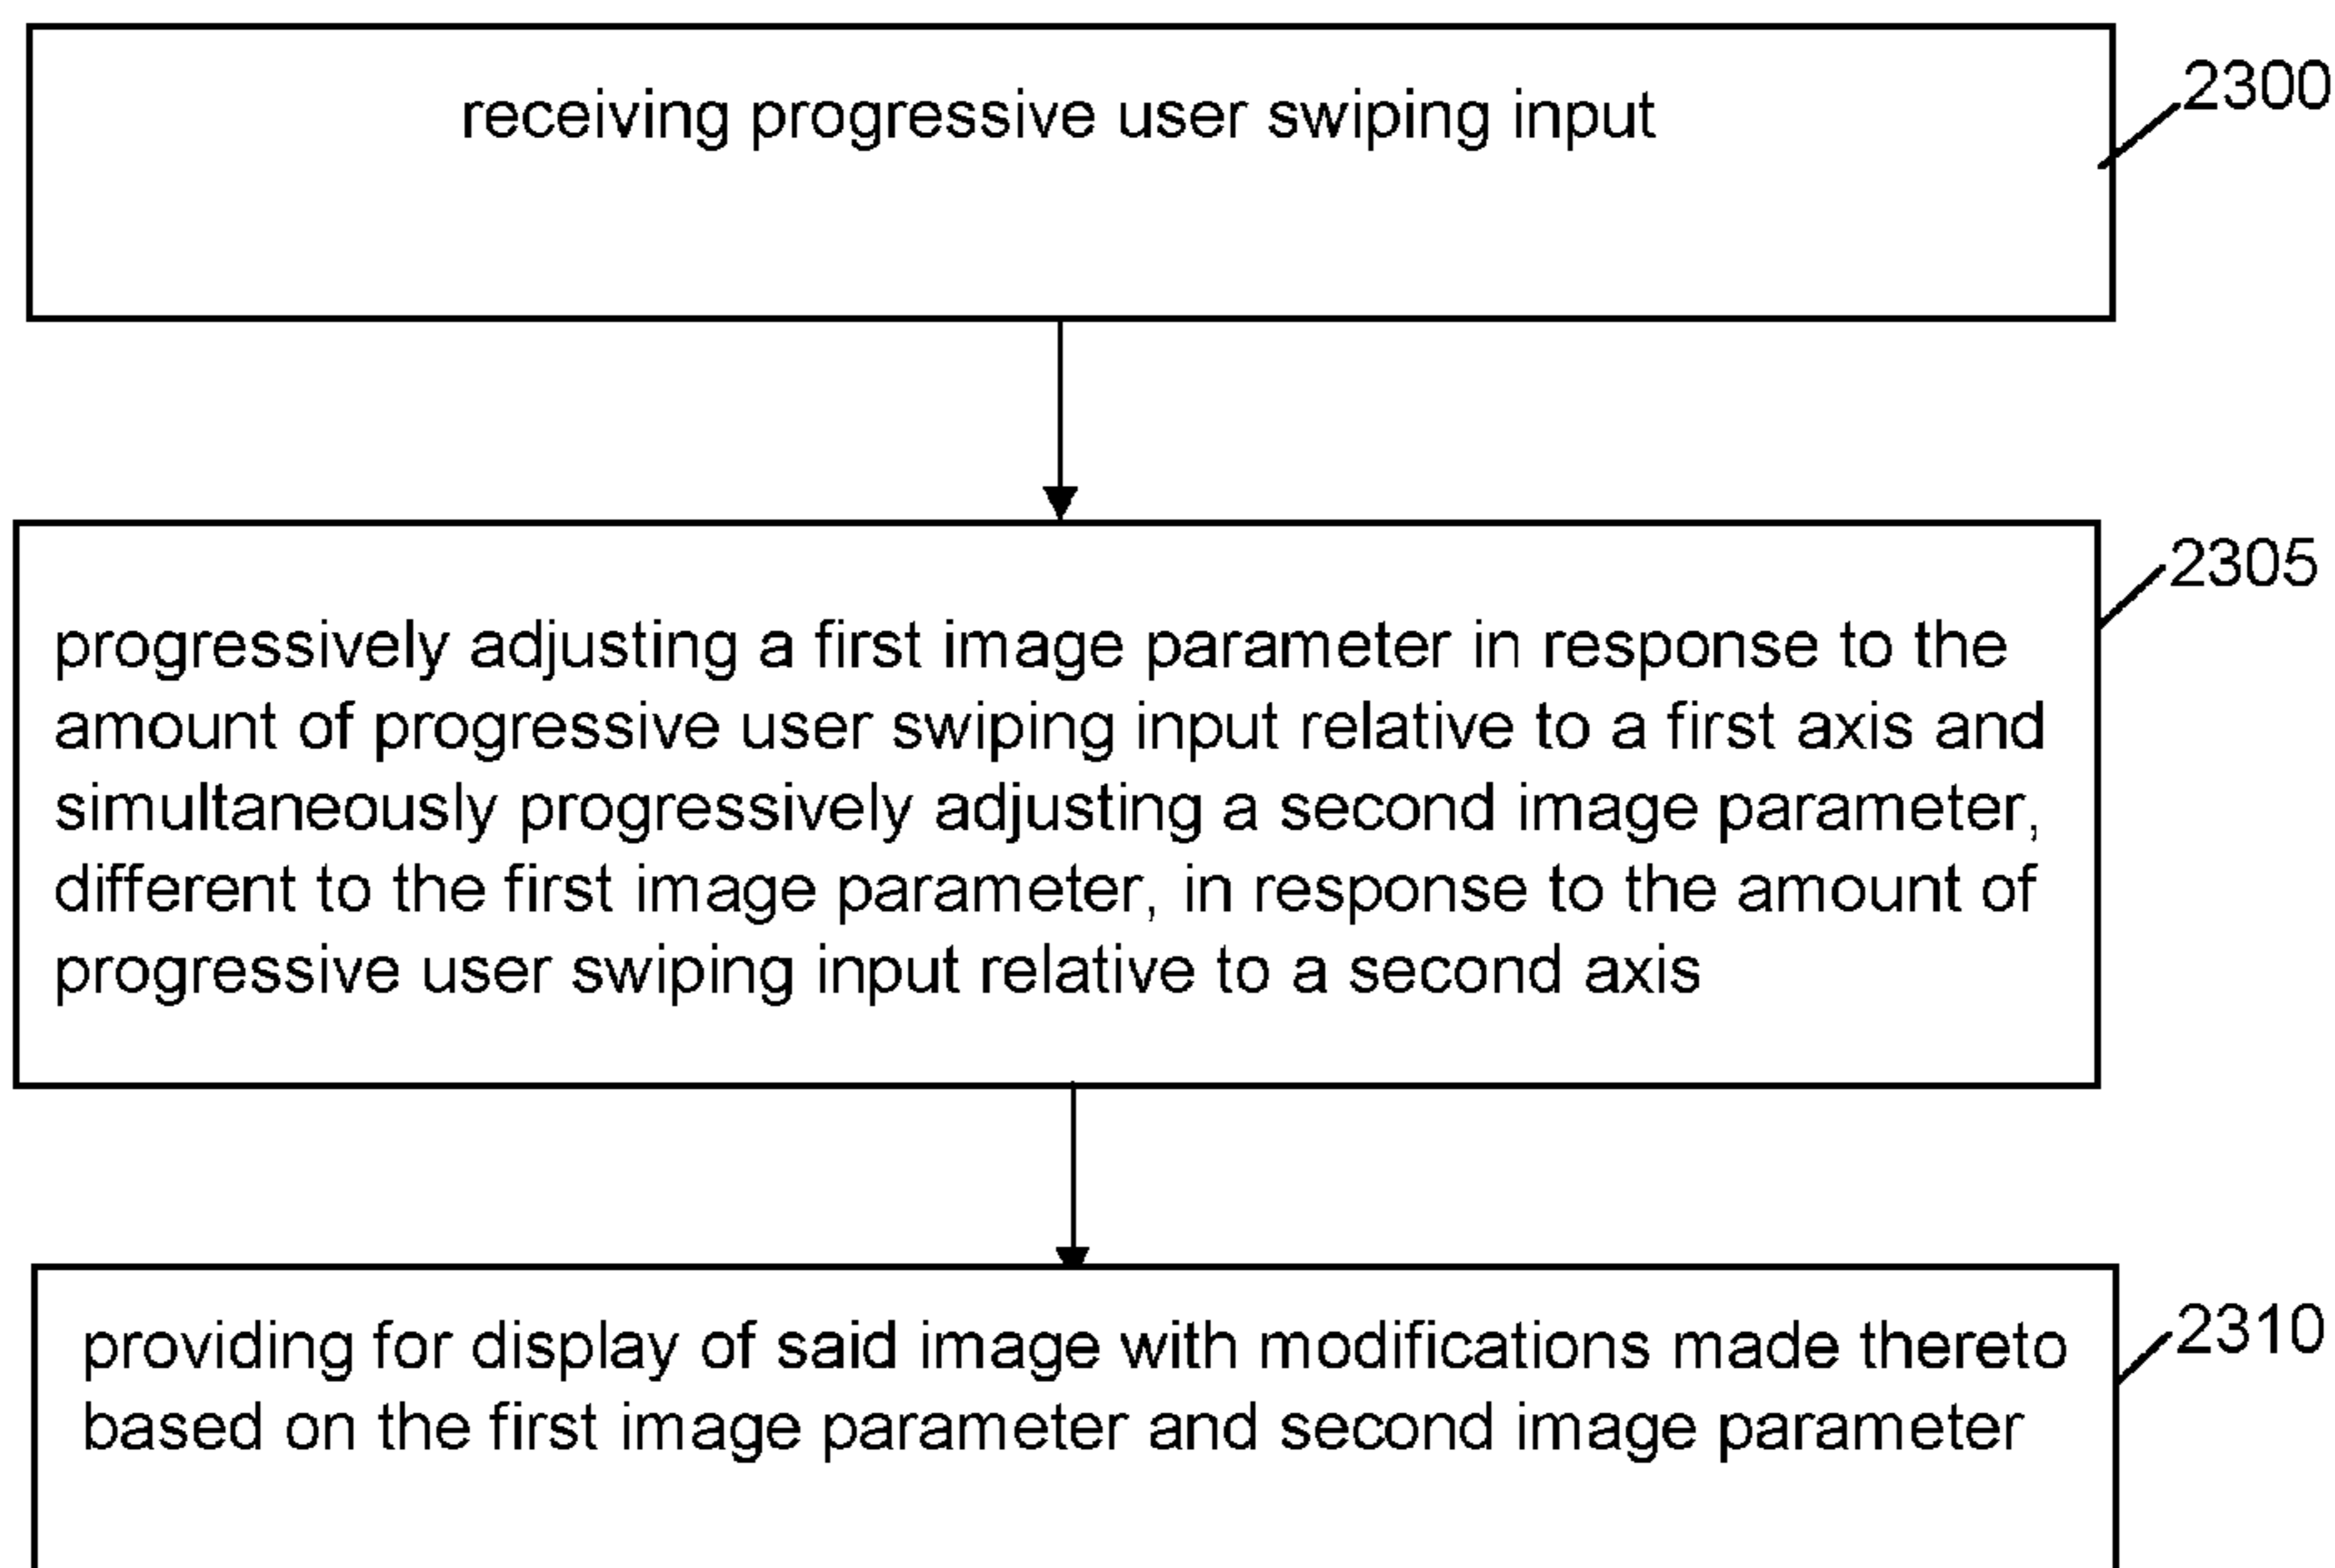 receiving progressive user swiping input
2300
2305
progressively adjusting a first image parameter in response to the
amount of progressive user swiping input relative to a first axis and
simultaneously progressively adjusting a second image parameter,
different to the first image parameter, in response to the amount of
progressive user swiping input relative to a second axis
2310
providing for display of said image with modifications made thereto
based on the first image parameter and second image parameter